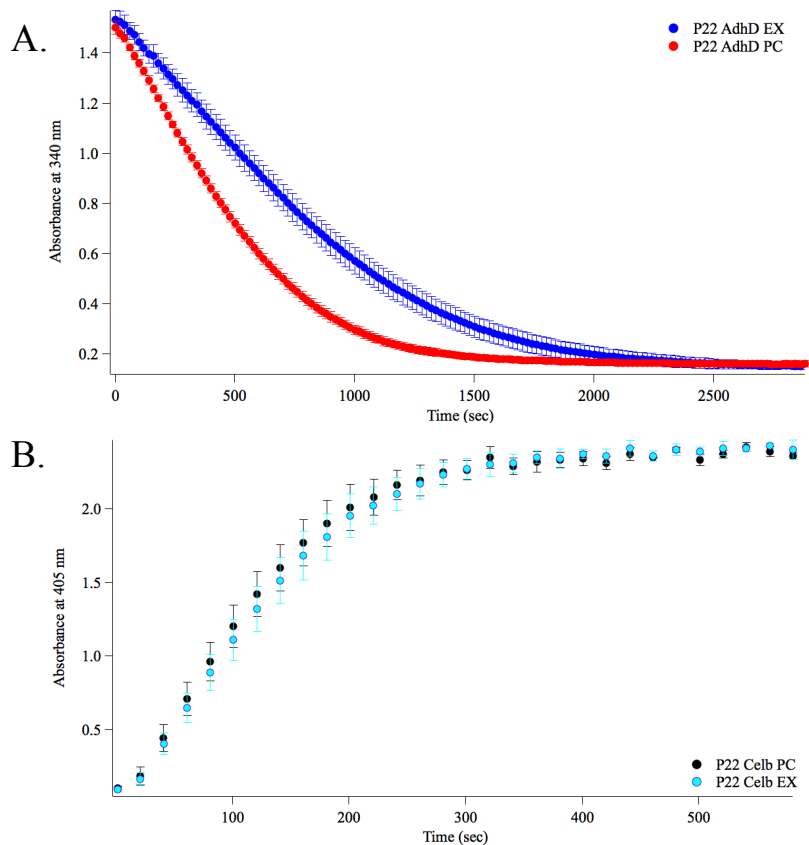 A.
P22 AdhD EX
P22 AdhD PC
Absorbance at 340 nm
1.4
1.2
1.0
0.8
0.6
0.4
0.2
0 500 1000 1500 2000 2500
Time (sec)
B.
Absorbance at 405 nm
2.0
1.5
1.0
0.5
P22 Celb PC
P22 Celb EX
100 200 300 400 500
Time (sec)